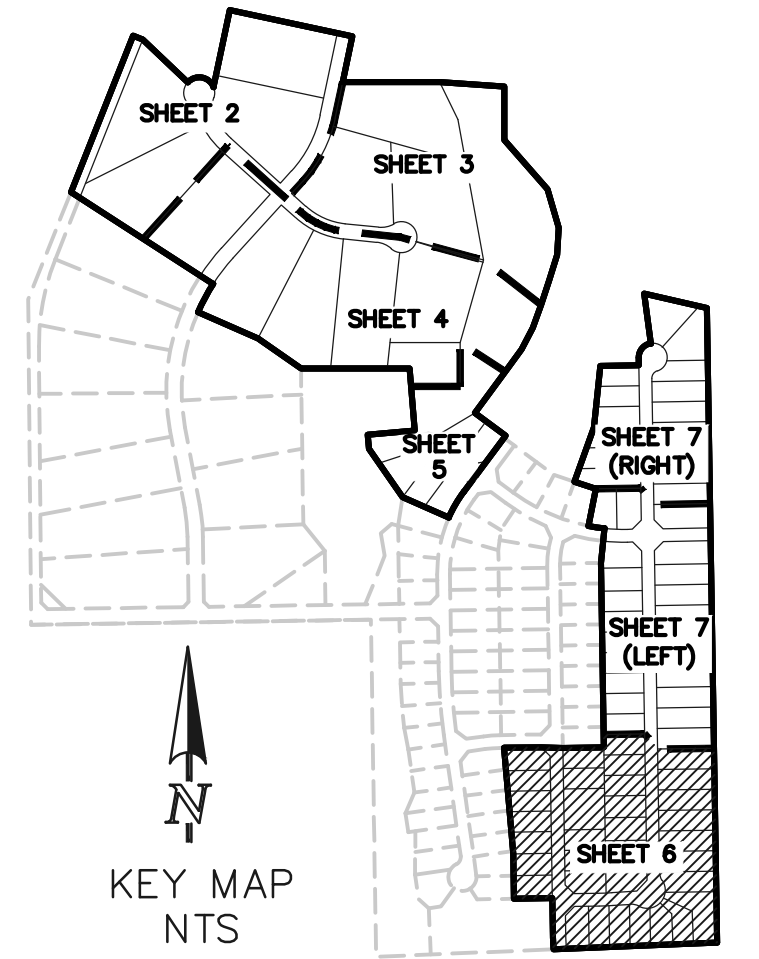 SHEET 2
SHEET 3
SHEET 4
SHEET
5
SHEET 7
(RIGHT)
SHEET 7
(LEFT)
SHEET 6
N
KEY MAP
NTS